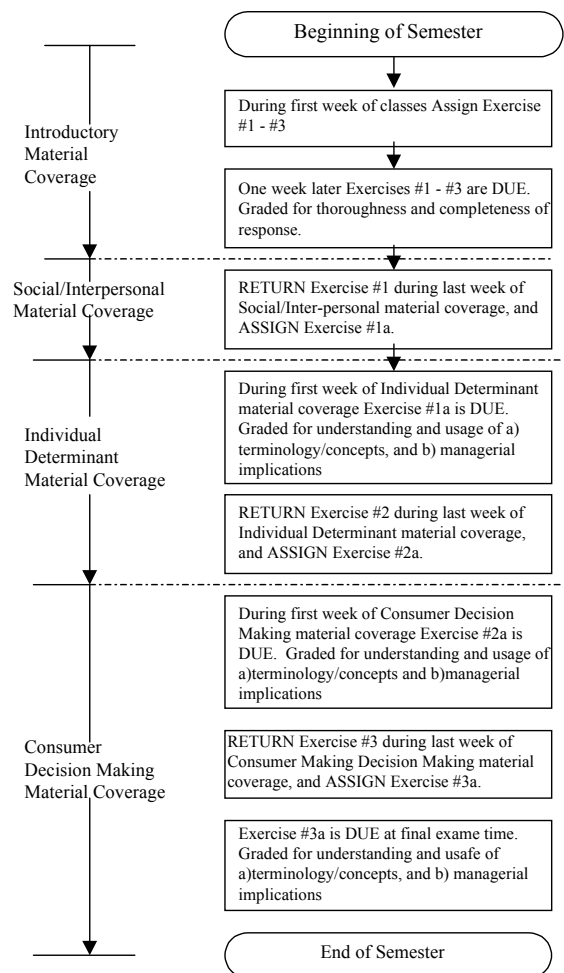 Beginning of Semester
During first week of classes Assign Exercise
#1 - #3
Introductory
Material
Coverage
One week later Exercises #1 - #3 are DUE.
Graded for thoroughness and completeness of
response.
Social/Interpersonal
Material Coverage
RETURN Exercise #1 during last week of
Social/Inter-personal material coverage, and
ASSIGN Exercise #1a.
During first week of Individual Determinant
material coverage Exercise #1a is DUE.
Graded for understanding and usage of a)
terminology/concepts, and b) managerial
implications
Individual
Determinant
Material Coverage
RETURN Exercise #2 during last week of
Individual Determinant material coverage,
and ASSIGN Exercise #2a.
During first week of Consumer Decision
Making material coverage Exercise #2a is
DUE.  Graded for understanding and usage of
a)terminology/concepts and b)managerial
implications
Consumer
Decision Making
Material Coverage
RETURN Exercise #3 during last week of
Consumer Making Decision Making material
coverage, and ASSIGN Exercise #3a.
Exercise #3a is DUE at final exame time.
Graded for understanding and usafe of
a)terminology/concepts, and b) managerial
implications
End of Semester